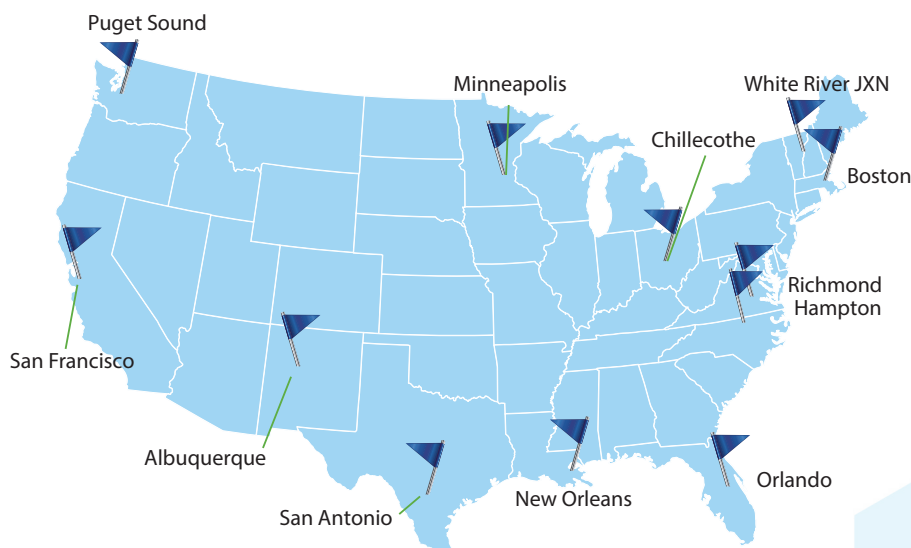 Puget Sound
Minneapolis
White River JXN
Chillecothe
Boston
Richmond
Hampton
San Francisco
Albuquerque
Orlando
New Orleans
San Antonio